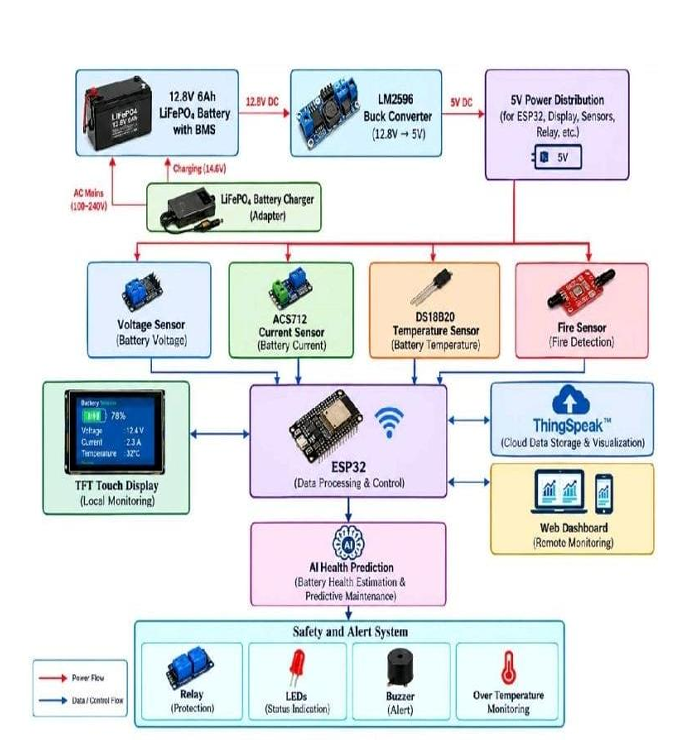 LiFePO4
12.8V 6Ah
12.8V 6Ah
LiFePO₄ Battery
with BMS
12.8V DC
LM2596
Buck Converter
(12.8V → 5V)
5V DC
5V Power Distribution
(for ESP32, Display, Sensors,
Relay, etc.)
5V
AC Mains
(100-240V)
Charging (14.6V)
LiFePO₄ Battery Charger
(Adapter)
Voltage Sensor
(Battery Voltage)
ACS712
Current Sensor
(Battery Current)
DS18B20
Temperature Sensor
(Battery Temperature)
Fire Sensor
(Fire Detection)
Battery
78%
Voltage : 12.4 V
Current : 2.3 A
Temperature : 32°C
TFT Touch Display
(Local Monitoring)
ESP32
(Data Processing & Control)
ThingSpeak™
(Cloud Data Storage & Visualization)
Web Dashboard
(Remote Monitoring)
AI
AI Health Prediction
(Battery Health Estimation &
Predictive Maintenance)
Safety and Alert System
Relay
(Protection)
LEDs
(Status Indication)
Buzzer
(Alert)
Over Temperature
Monitoring
Power Flow
Data / Control Flow